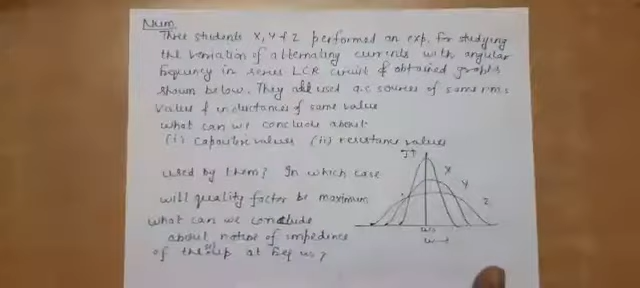 Num
Three students X, Y & Z performed an exp. for studying
the variation of alternating currents with angular
frequency in series LCR circuit & obtained graphs
shown below. They all used a.c sources of same rms
value & inductances of same value
what can we conclude about
(i) capacitive values (ii) resistance values
used by them? In which case
will quality factor be maximum
what can we conclude
about nature of impedence
of the set up at freq ω₀?
I↑
X
Y
Z
ω₀
ω→